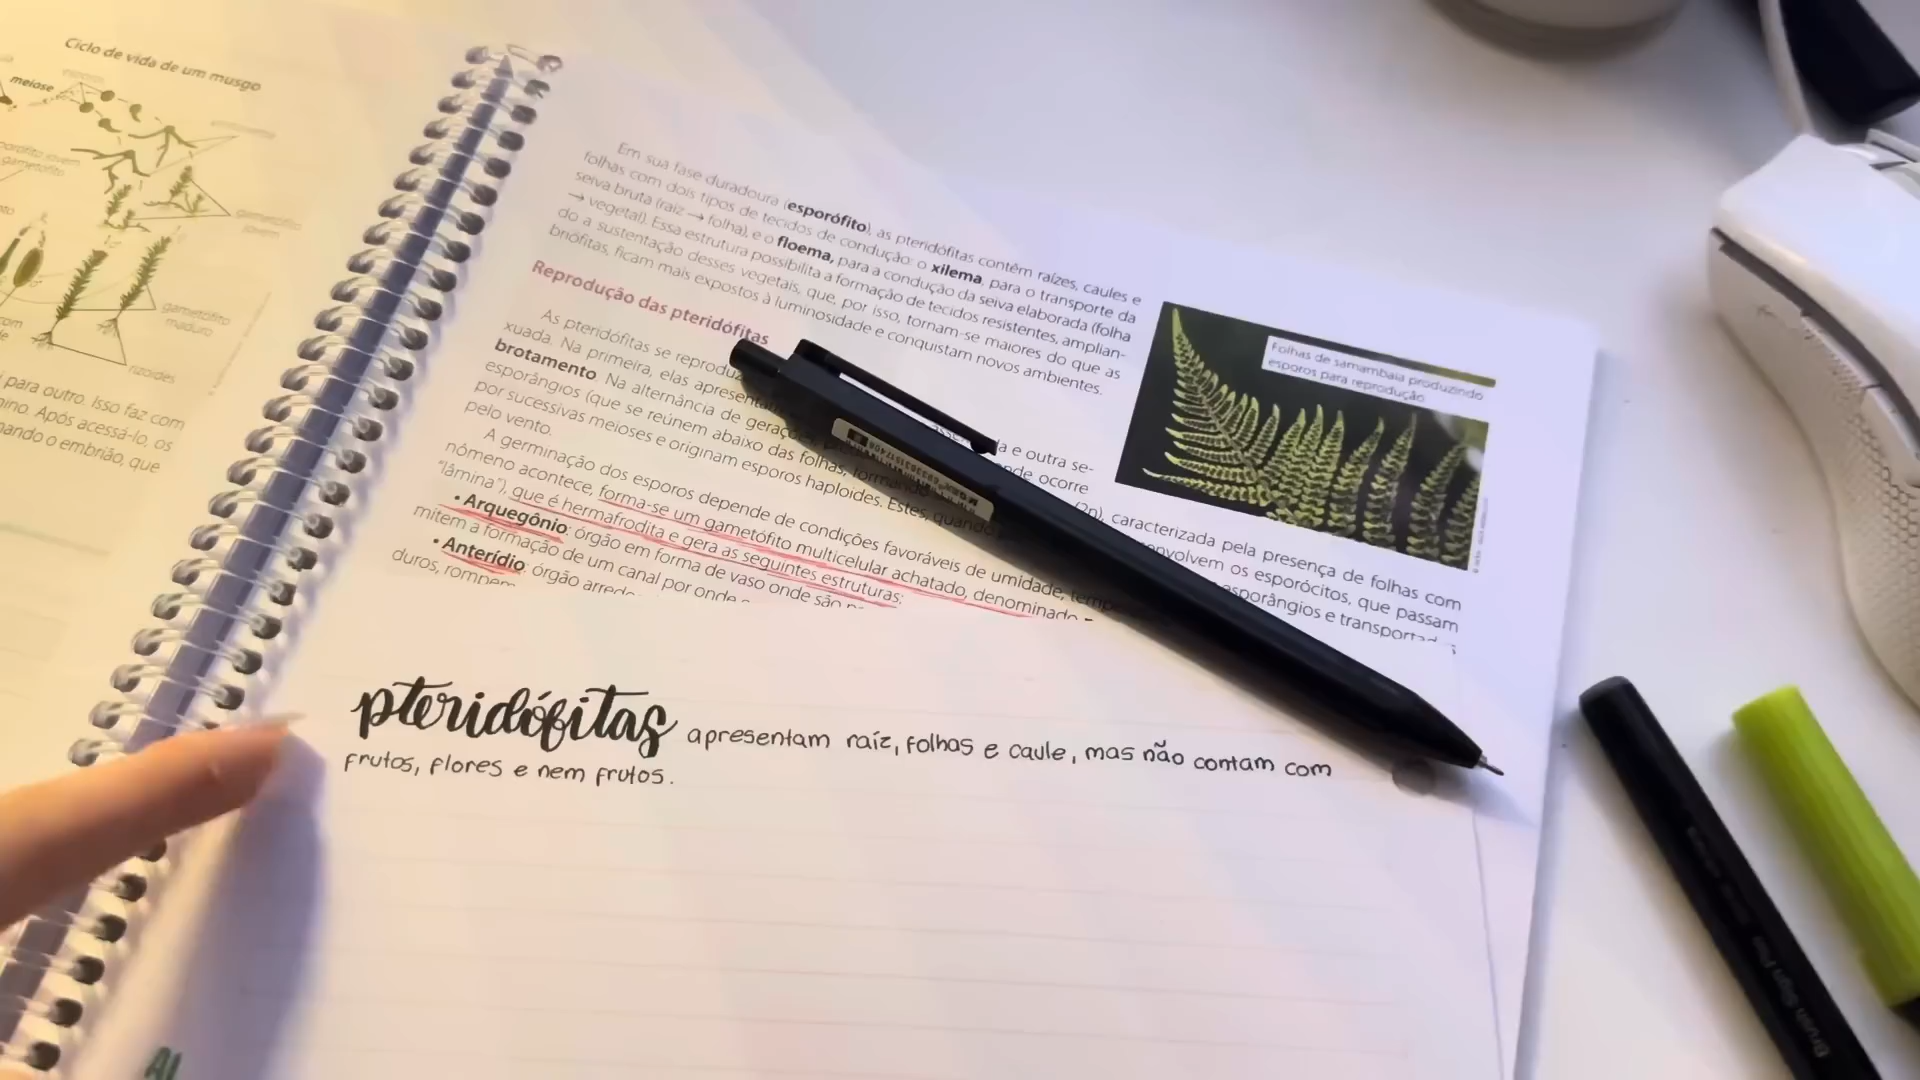 Ciclo de vida de um musgo
meiose
gametófito
gametófito
jovem
gametófito
maduro
rizoides
para outro. Isso faz com
Após acessá-lo, os
o embrião, que
Em sua fase duradoura (esporófito), as pteridófitas contêm raízes, caules e
folhas com dois tipos de tecidos de condução: o xilema, para o transporte da
seiva bruta (raiz → folha), e o floema, para a condução da seiva elaborada (folha
→ vegetal). Essa estrutura possibilita a formação de tecidos resistentes, amplian-
do a sustentação desses vegetais, que, por isso, tornam-se maiores do que as
briófitas, ficam mais expostos à luminosidade e conquistam novos ambientes.
Folhas de samambaia produzindo
esporos para reprodução
Reprodução das pteridófitas
As pteridófitas se e outra se-
xuada. Na primeira, elas ocorre
brotamento. Na alternância de (2n), caracterizada pela presença de folhas com
esporângios (que se reúnem abaixo das folhas, os esporócitos, que passam
por sucessivas meioses e originam esporos haploides. Estes, esporângios e
pelo vento.
A germinação dos esporos depende de condições favoráveis de umidade,
nômeno acontece, forma-se um gametófito multicelular achatado, denominado
"lâmina"), que é hermafrodita e gera as seguintes estruturas:
• Arquegônio: órgão em forma de vaso onde são
mitem a formação de um canal por onde
• Anterídio: órgão
duros, rompem
pteridófitas apresentam raíz, folhas e caule, mas não contam com
frutos, flores e nem frutos.